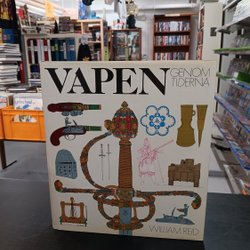 VAPEN
GENOM
TIDERNA
WILLIAM REID